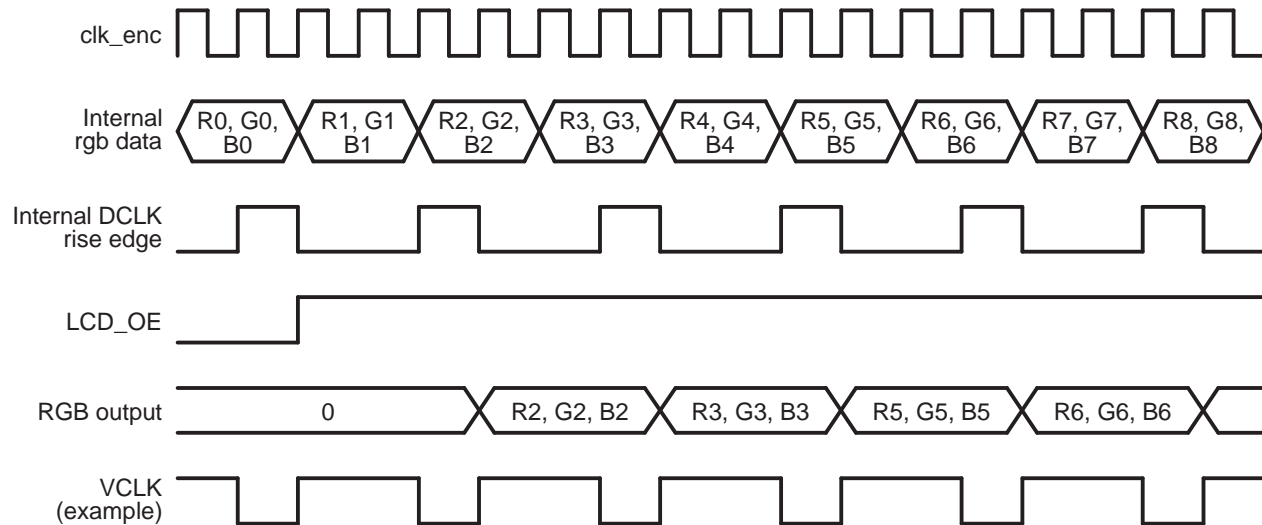 clk_enc
Internal
rgb data
R0, G0,
B0
R1, G1
B1
R2, G2,
B2
R3, G3,
B3
R4, G4,
B4
R5, G5,
B5
R6, G6,
B6
R7, G7,
B7
R8, G8,
B8
Internal DCLK
rise edge
LCD_OE
RGB output
0
R2, G2, B2
R3, G3, B3
R5, G5, B5
R6, G6, B6
VCLK
(example)